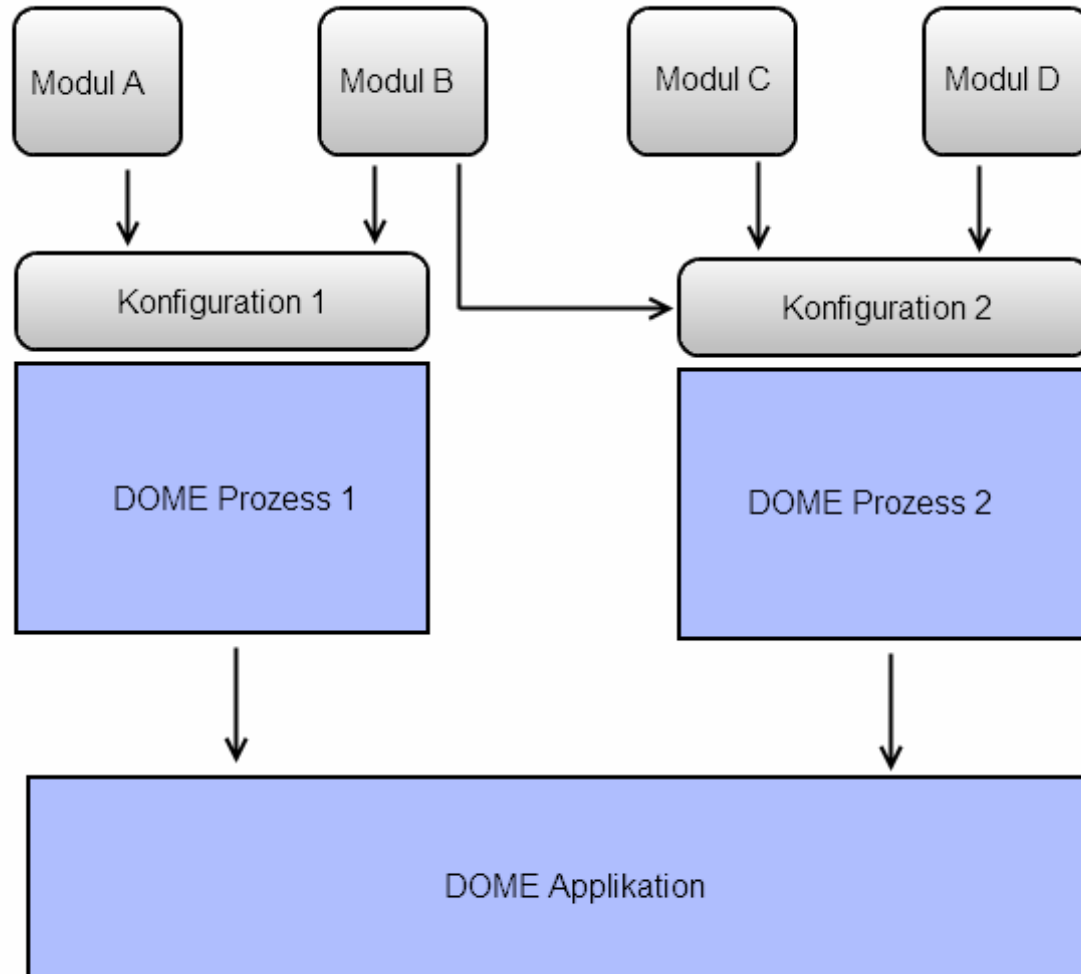 Modul A
Modul B
Modul C
Modul D
Konfiguration 1
Konfiguration 2
DOME Prozess 1
DOME Prozess 2
DOME Applikation